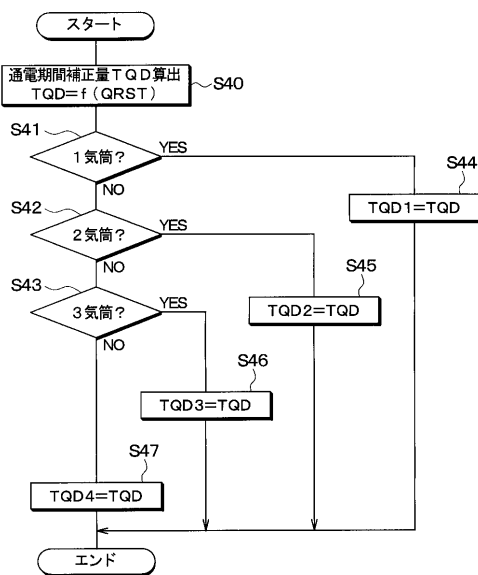 スタート
通電期間補正量TQD算出
TQD=f(QRST)
S40
S41
1気筒?
YES
NO
S44
TQD1=TQD
S42
2気筒?
YES
NO
S45
TQD2=TQD
S43
3気筒?
YES
NO
S46
TQD3=TQD
S47
TQD4=TQD
エンド